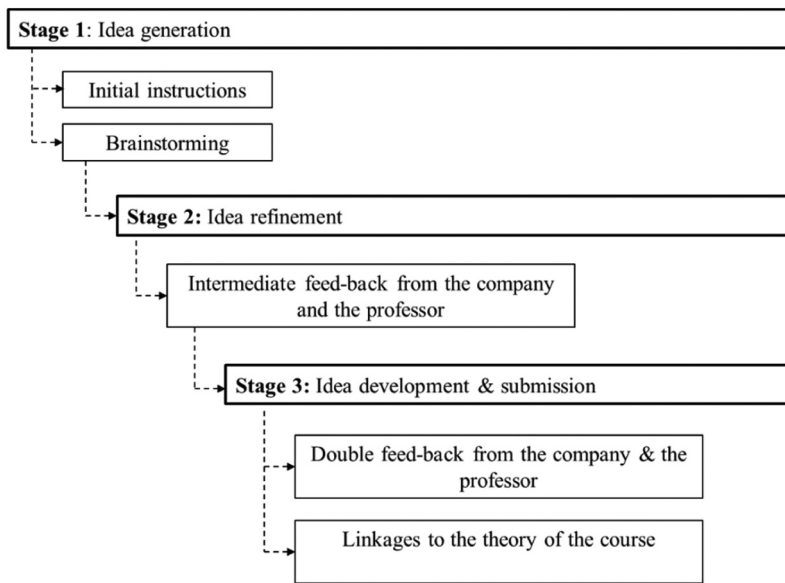 Stage 1: Idea generation
Initial instructions
Brainstorming
Stage 2: Idea refinement
Intermediate feed-back from the company
and the professor
Stage 3: Idea development & submission
Double feed-back from the company & the
professor
Linkages to the theory of the course